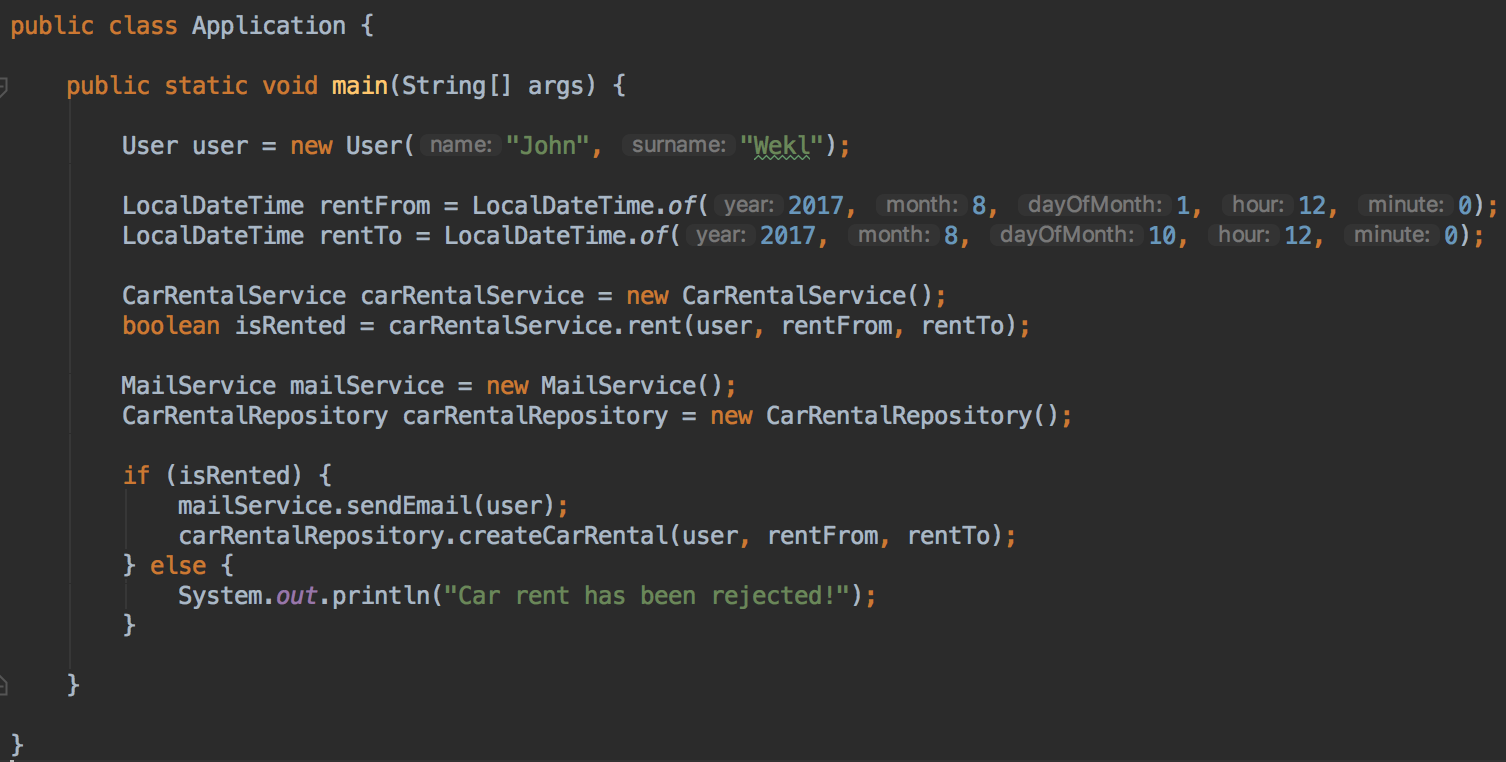 public class Application {
public static void main(String[] args) {
User user = new User( name: "John", surname: "Wekl");
LocalDateTime rentFrom = LocalDateTime.of( year: 2017, month: 8, dayOfMonth: 1, hour: 12, minute: 0);
LocalDateTime rentTo = LocalDateTime.of( year: 2017, month: 8, dayOfMonth: 10, hour: 12, minute: 0);
CarRentalService carRentalService = new CarRentalService();
boolean isRented = carRentalService.rent(user, rentFrom, rentTo);
MailService mailService = new MailService();
CarRentalRepository carRentalRepository = new CarRentalRepository();
if (isRented) {
mailService.sendEmail(user);
carRentalRepository.createCarRental(user, rentFrom, rentTo);
} else {
System.out.println("Car rent has been rejected!");
}
}
}